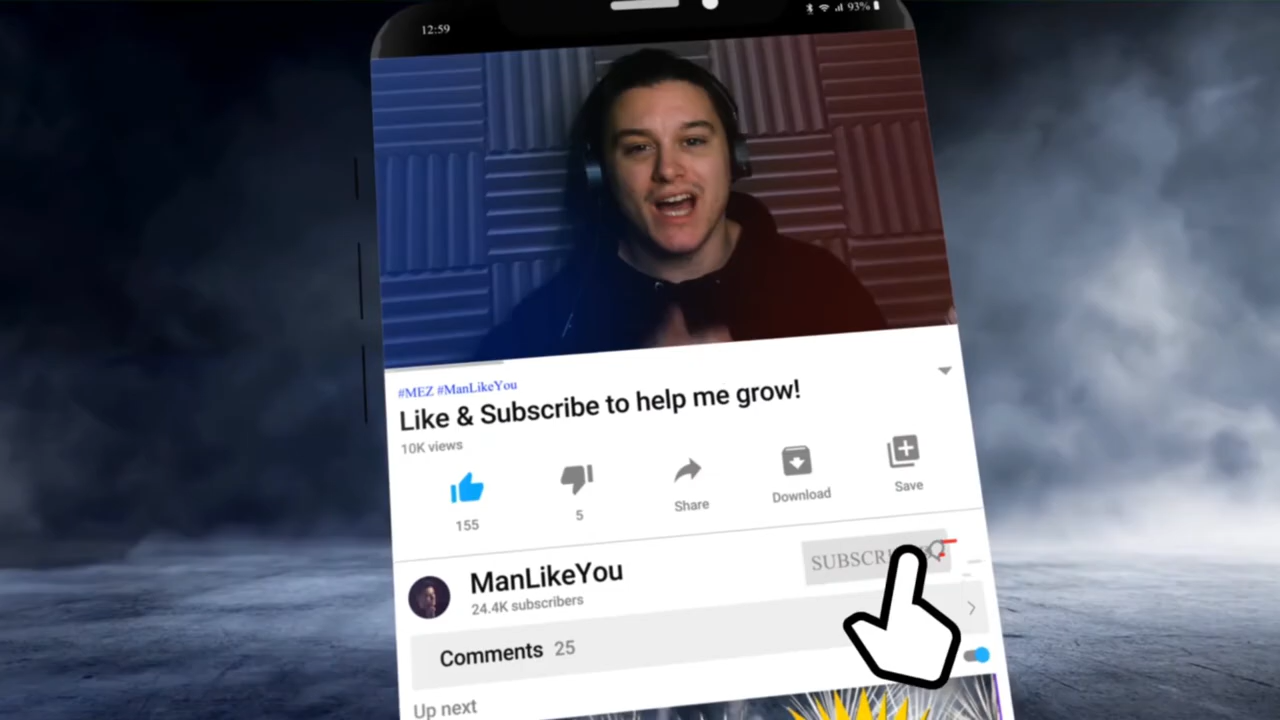 12:59
93%
#MEZ #ManLikeYou
Like & Subscribe to help me grow!
10K views
155
5
Share
Download
Save
ManLikeYou
24.4K subscribers
Comments 25
Up next